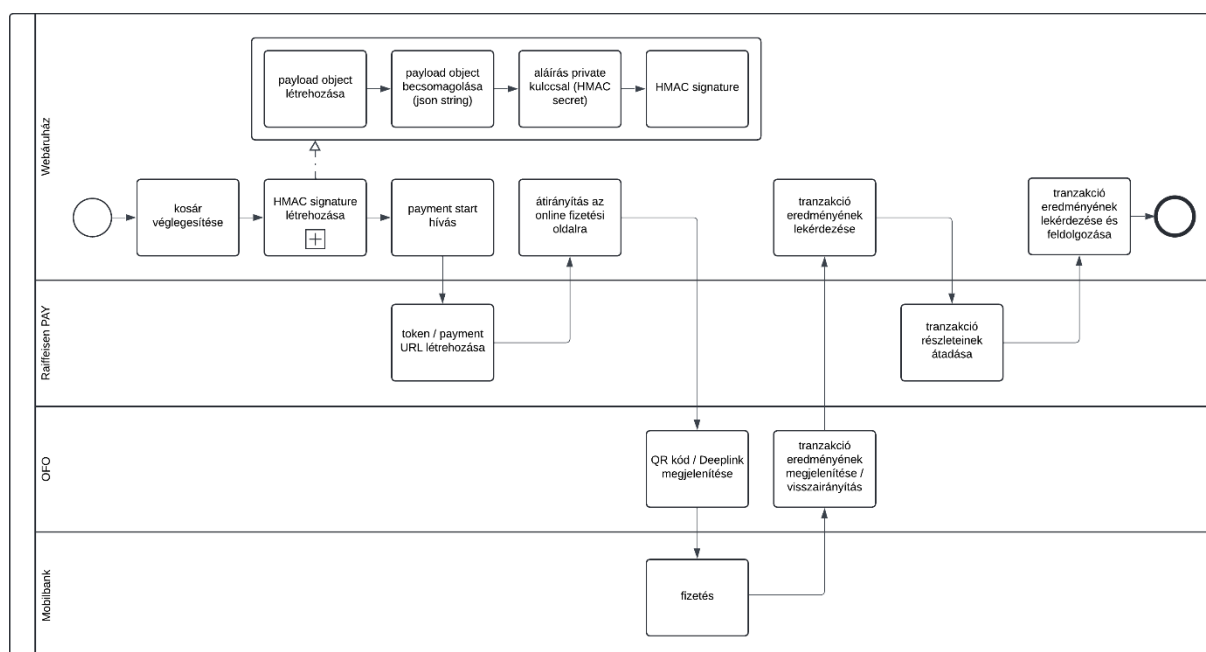 Webáruház
payload object
létrehozása
payload object
becsomagolása
(json string)
aláírás private
kulccsal (HMAC
secret)
HMAC signature
kosár
véglegesítése
HMAC signature
létrehozása
payment start
hívás
átirányítás az
online fizetési
oldalra
tranzakció
eredményének
lekérdezése
tranzakció
eredményének
lekérdezése és
feldolgozása
Raiffeisen PAY
token / payment
URL létrehozása
tranzakció
részleteinek
átadása
OFO
QR kód / Deeplink
megjelenítése
tranzakció
eredményének
megjelenítése /
visszairányítás
Mobilbank
fizetés